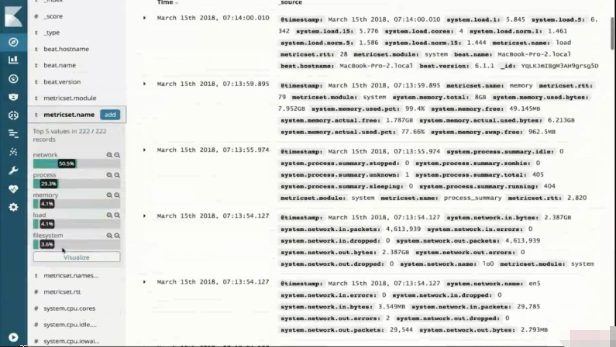 _score
_type
beat.hostname
beat.name
beat.version
metricset.module
t metricset.name add
Top 5 values in 222 / 222
records
network
50.5%
process
29.3%
memory
4.1%
load
4.1%
filesystem
3.6%
Visualize
t metricset.names...
# metricset.rtt
# system.cpu.cores
# system.cpu.idle....
# system.cpu.iowai...
Time _source
March 15th 2018, 07:14:00.010
@timestamp: March 15th 2018, 07:14:00.010 system.load.1: 5.845 system.load.5: 6.
342 system.load.15: 5.776 system.load.cores: 4 system.load.norm.1: 1.461
system.load.norm.5: 1.586 system.load.norm.15: 1.444 metricset.name: load
metricset.rtt: 28 metricset.module: system beat.name: MacBook-Pro-2.local
beat.hostname: MacBook-Pro-2.local beat.version: 6.1.1
March 15th 2018, 07:13:59.895
@timestamp: March 15th 2018, 07:13:59.895 metricset.name: memory metricset.rtt:
79 metricset.module: system system.memory.total: 8GB system.memory.used.bytes:
7.952GB system.memory.used.pct: 99.4% system.memory.free: 49.145MB
system.memory.actual.free: 1.787GB system.memory.actual.used.bytes: 6.213GB
system.memory.actual.used.pct: 77.66% system.memory.swap.free: 962.5MB
March 15th 2018, 07:13:55.974
@timestamp: March 15th 2018, 07:13:55.974 system.process.summary.idle: 0
system.process.summary.stopped: 0 system.process.summary.zombie: 0
system.process.summary.unknown: 1 system.process.summary.total: 405
system.process.summary.sleeping: 0 system.process.summary.running: 404
metricset.module: system metricset.name: process_summary metricset.rtt: 2,820
March 15th 2018, 07:13:54.127
@timestamp: March 15th 2018, 07:13:54.127 system.network.in.bytes: 2.387GB
system.network.in.packets: 4,613,939 system.network.in.errors: 0
system.network.in.dropped: 0 system.network.out.packets: 4,613,939
system.network.out.bytes: 2.387GB system.network.out.errors: 0
system.network.out.dropped: 0 system.network.name: lo0 metricset.module: system
March 15th 2018, 07:13:54.127
@timestamp: March 15th 2018, 07:13:54.127 system.network.name: en5
system.network.in.errors: 0 system.network.in.dropped: 0
system.network.in.bytes: 3.549MB system.network.in.packets: 29,785
system.network.out.errors: 2 system.network.out.dropped: 0
system.network.out.packets: 29,544 system.network.out.bytes: 2.793MB